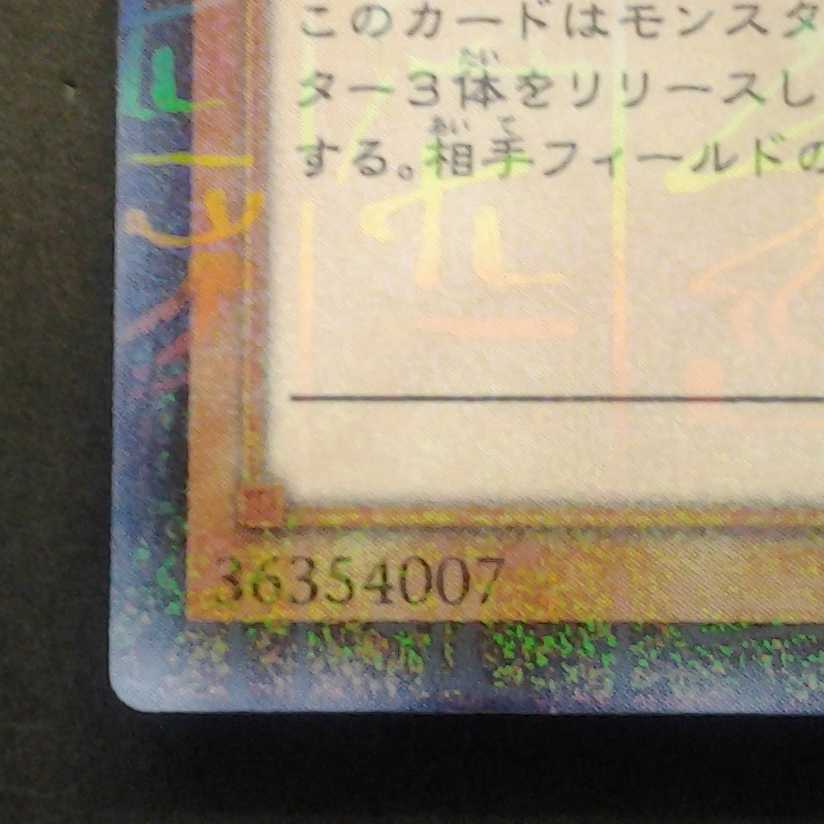 このカードはモンスタ
ター3体をリリースし
する。相手フィールドの
36354007